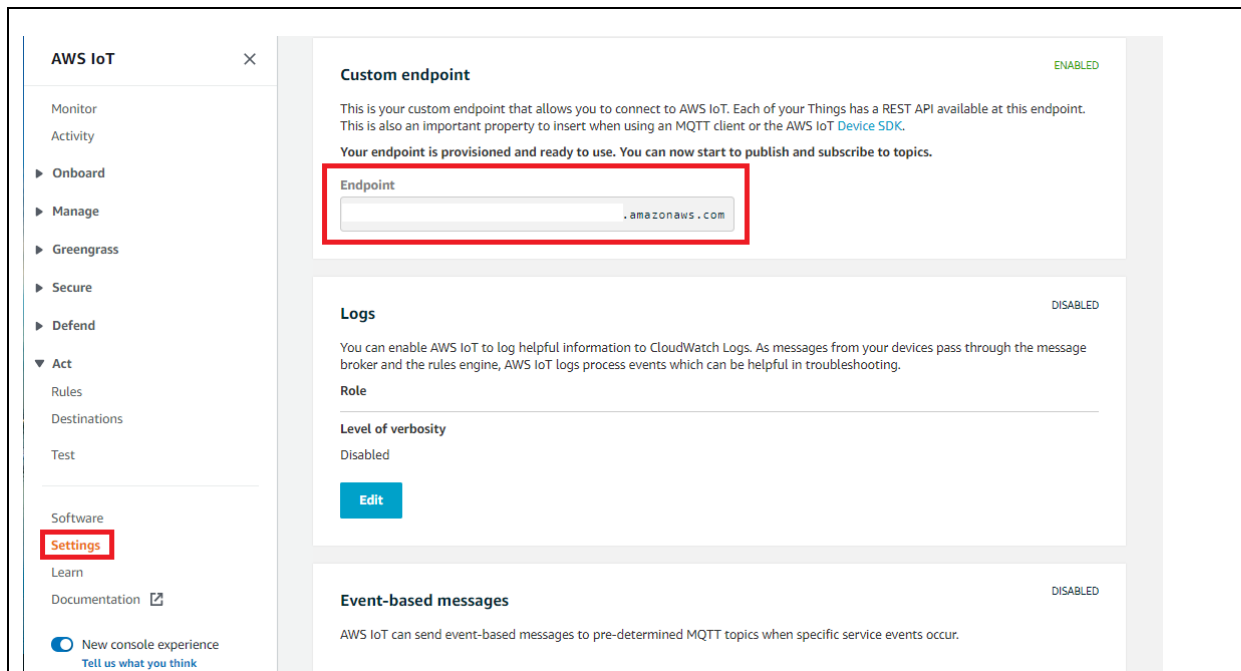 AWS IoT
Monitor
Activity
Onboard
Manage
Greengrass
Secure
Defend
Act
Rules
Destinations
Test
Software
Settings
Learn
Documentation
New console experience
Tell us what you think
Custom endpoint
ENABLED
This is your custom endpoint that allows you to connect to AWS IoT. Each of your Things has a REST API available at this endpoint.
This is also an important property to insert when using an MQTT client or the AWS IoT Device SDK.
Your endpoint is provisioned and ready to use. You can now start to publish and subscribe to topics.
Endpoint
.amazonaws.com
Logs
DISABLED
You can enable AWS IoT to log helpful information to CloudWatch Logs. As messages from your devices pass through the message
broker and the rules engine, AWS IoT logs process events which can be helpful in troubleshooting.
Role
Level of verbosity
Disabled
Edit
Event-based messages
DISABLED
AWS IoT can send event-based messages to pre-determined MQTT topics when specific service events occur.